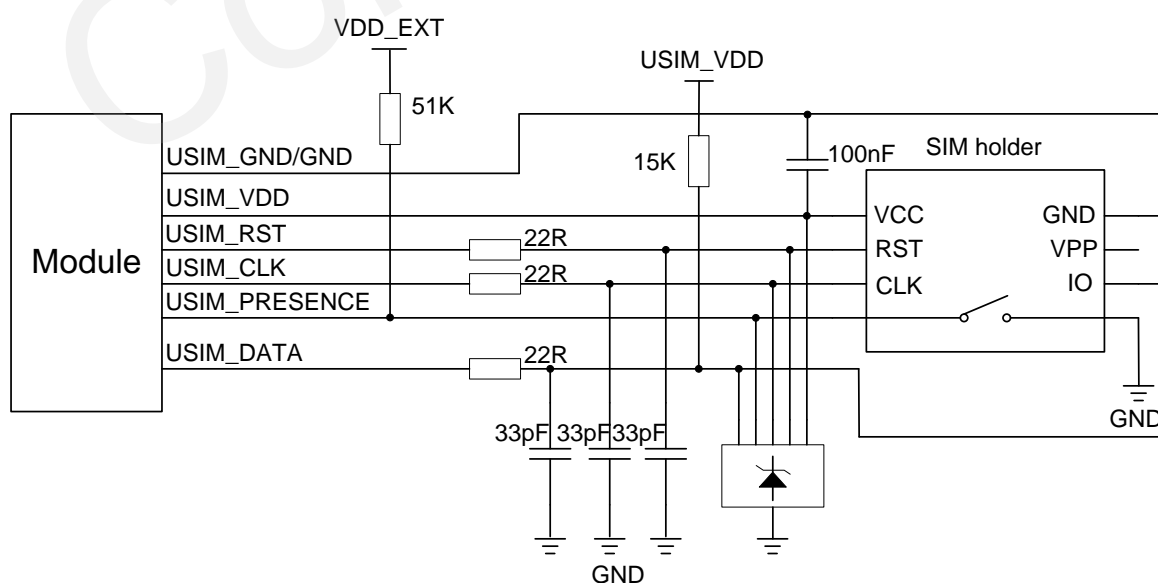 VDD_EXT
USIM_VDD
51K
15K
100nF
SIM holder
Module
USIM_GND/GND
USIM_VDD
USIM_RST
22R
USIM_CLK
22R
USIM_PRESENCE
USIM_DATA
22R
VCC
GND
RST
VPP
CLK
IO
GND
33pF 33pF 33pF
GND